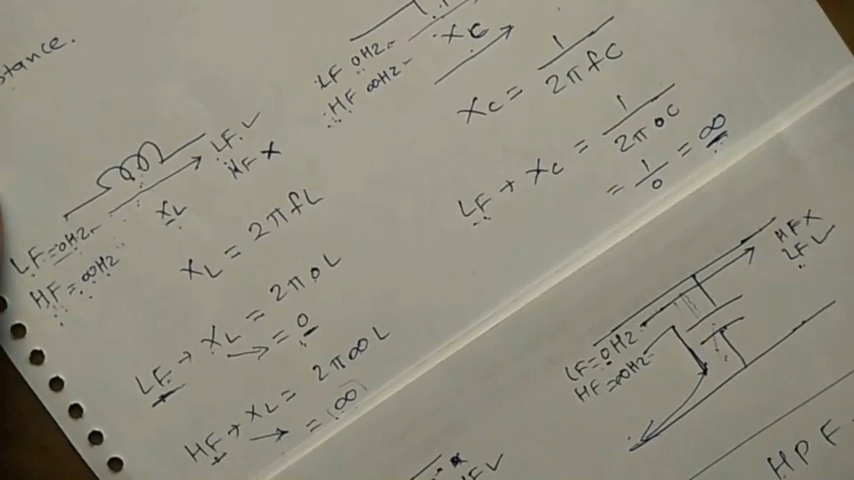 stance.
LF ✓
HF X
XL
LF = 0Hz
HF = ∞Hz
XL = 2πfL
LF → XL = 2π0L
→ = 0
HF → XL = 2π∞L
→ = ∞
LF 0Hz
HF ∞Hz
XC
XC = 1/2πfC
LF → XC = 1/2π0C
= 1/0 = ∞
HF X
LF ✓
LF=0Hz
HF=∞Hz
HF ✓
HPF